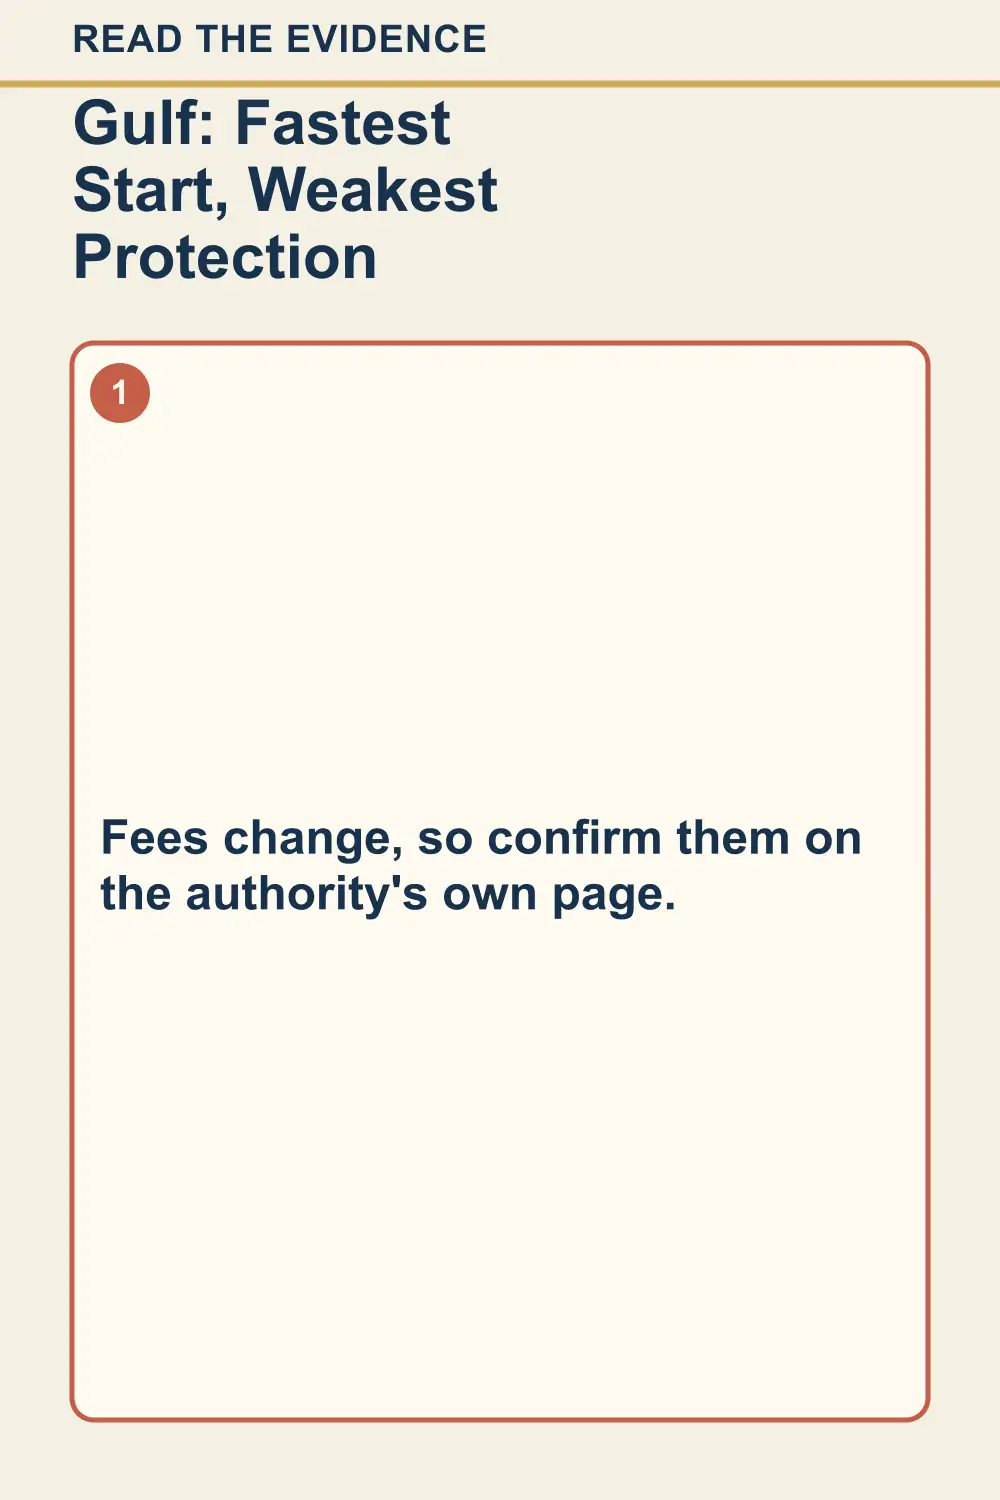 READ THE EVIDENCE
Gulf: Fastest
Start, Weakest
Protection
1
Fees change, so confirm them on
the authority's own page.